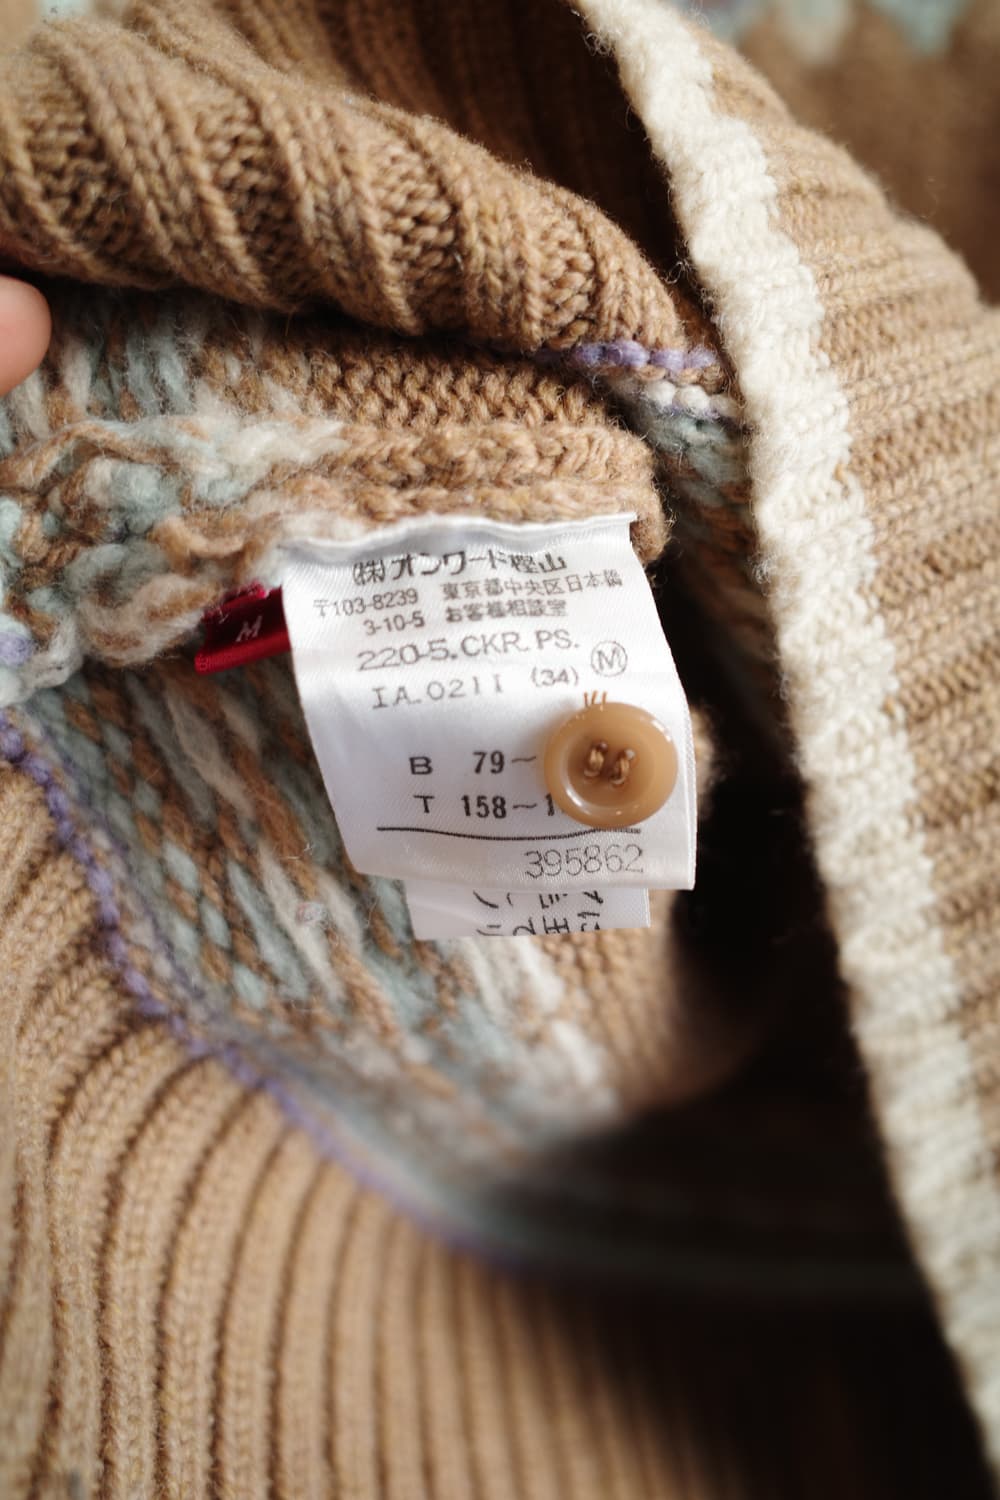 (株)オンワード樫山
〒103-8239 東京都中央区日本橋
3-10-5 お客様相談室
220-5.CKR.PS. M
IA.0211 (34)
B 79~
T 158~1
395862
M